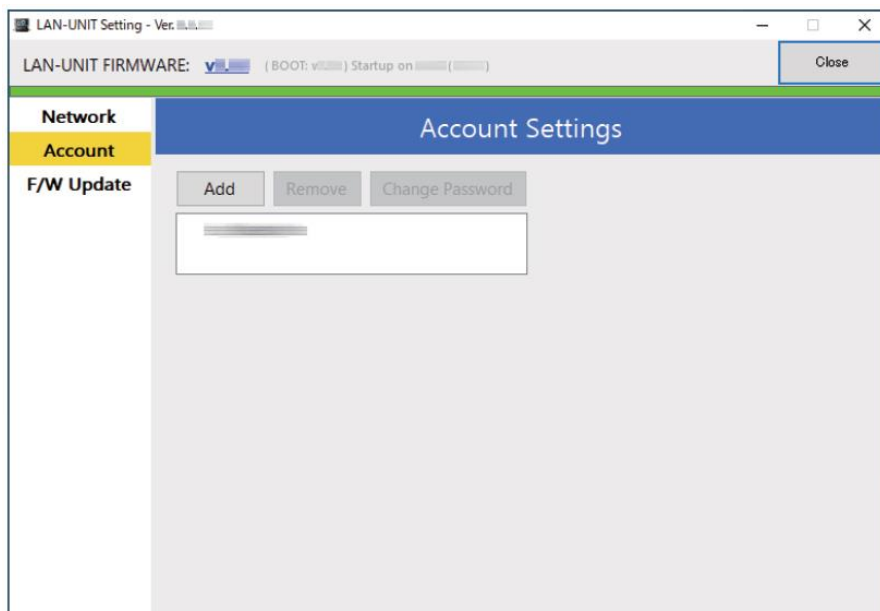 LAN-UNIT Setting - Ver.
LAN-UNIT FIRMWARE: v ( BOOT: v ) Startup on ( )
Close
Network
Account
F/W Update
Account Settings
Add Remove Change Password